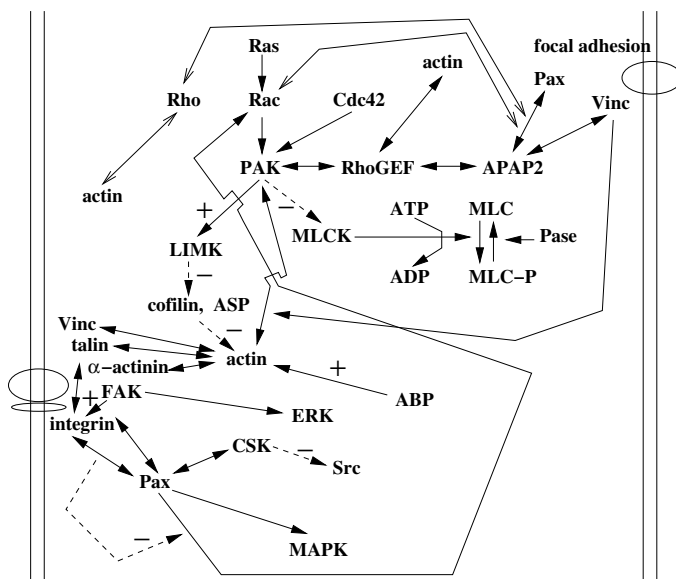 Ras
focal adhesion
actin
Pax
Rho
Rac
Cdc42
Vinc
PAK
RhoGEF
APAP2
actin
+
−
ATP
MLC
LIMK
MLCK
Pase
−
ADP
MLC−P
cofilin, ASP
Vinc
−
talin
actin
α−actinin
+
+
FAK
ABP
integrin
ERK
CSK
−
Src
Pax
−
MAPK